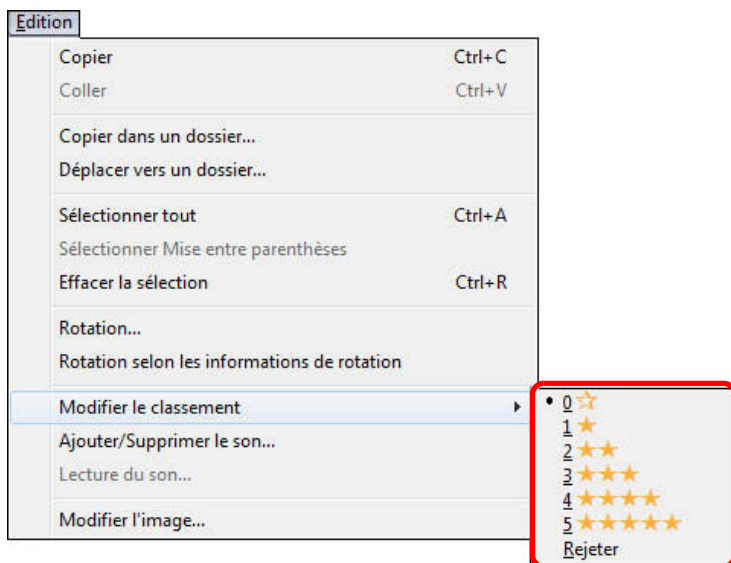 Edition
Copier Ctrl+C
Coller Ctrl+V
Copier dans un dossier...
Déplacer vers un dossier...
Sélectionner tout Ctrl+A
Sélectionner Mise entre parenthèses
Effacer la sélection Ctrl+R
Rotation...
Rotation selon les informations de rotation
Modifier le classement
Ajouter/Supprimer le son...
Lecture du son...
Modifier l'image...
0 ☆
1 ★
2 ★★
3 ★★★
4 ★★★★
5 ★★★★★
Rejeter